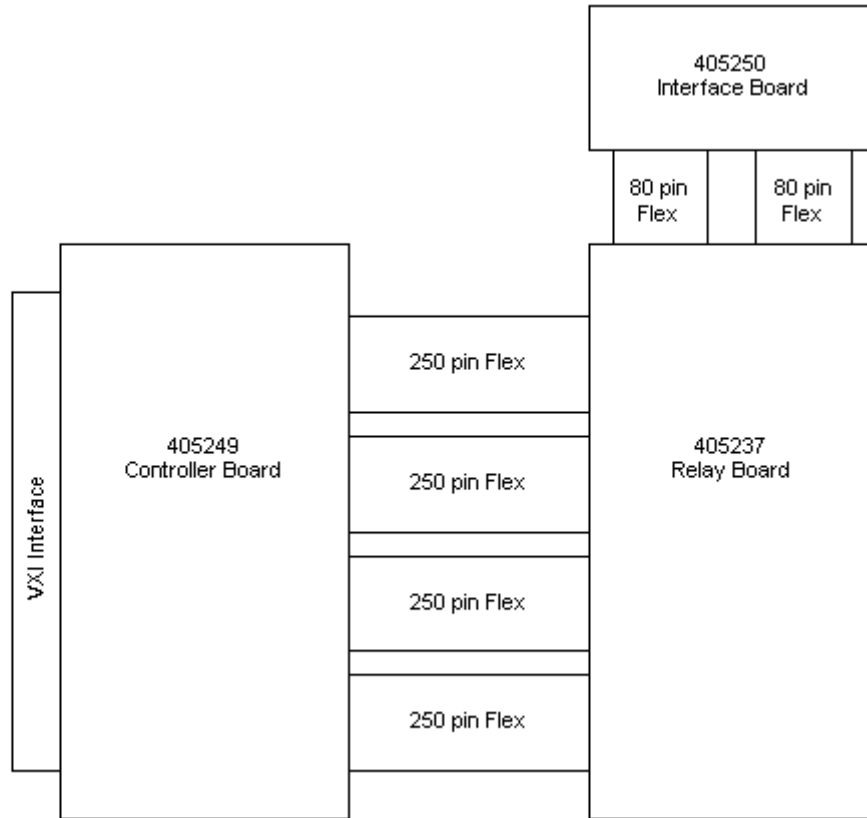 405250
Interface Board
80 pin
Flex
80 pin
Flex
250 pin Flex
405249
Controller Board
405237
Relay Board
250 pin Flex
VXI Interface
250 pin Flex
250 pin Flex